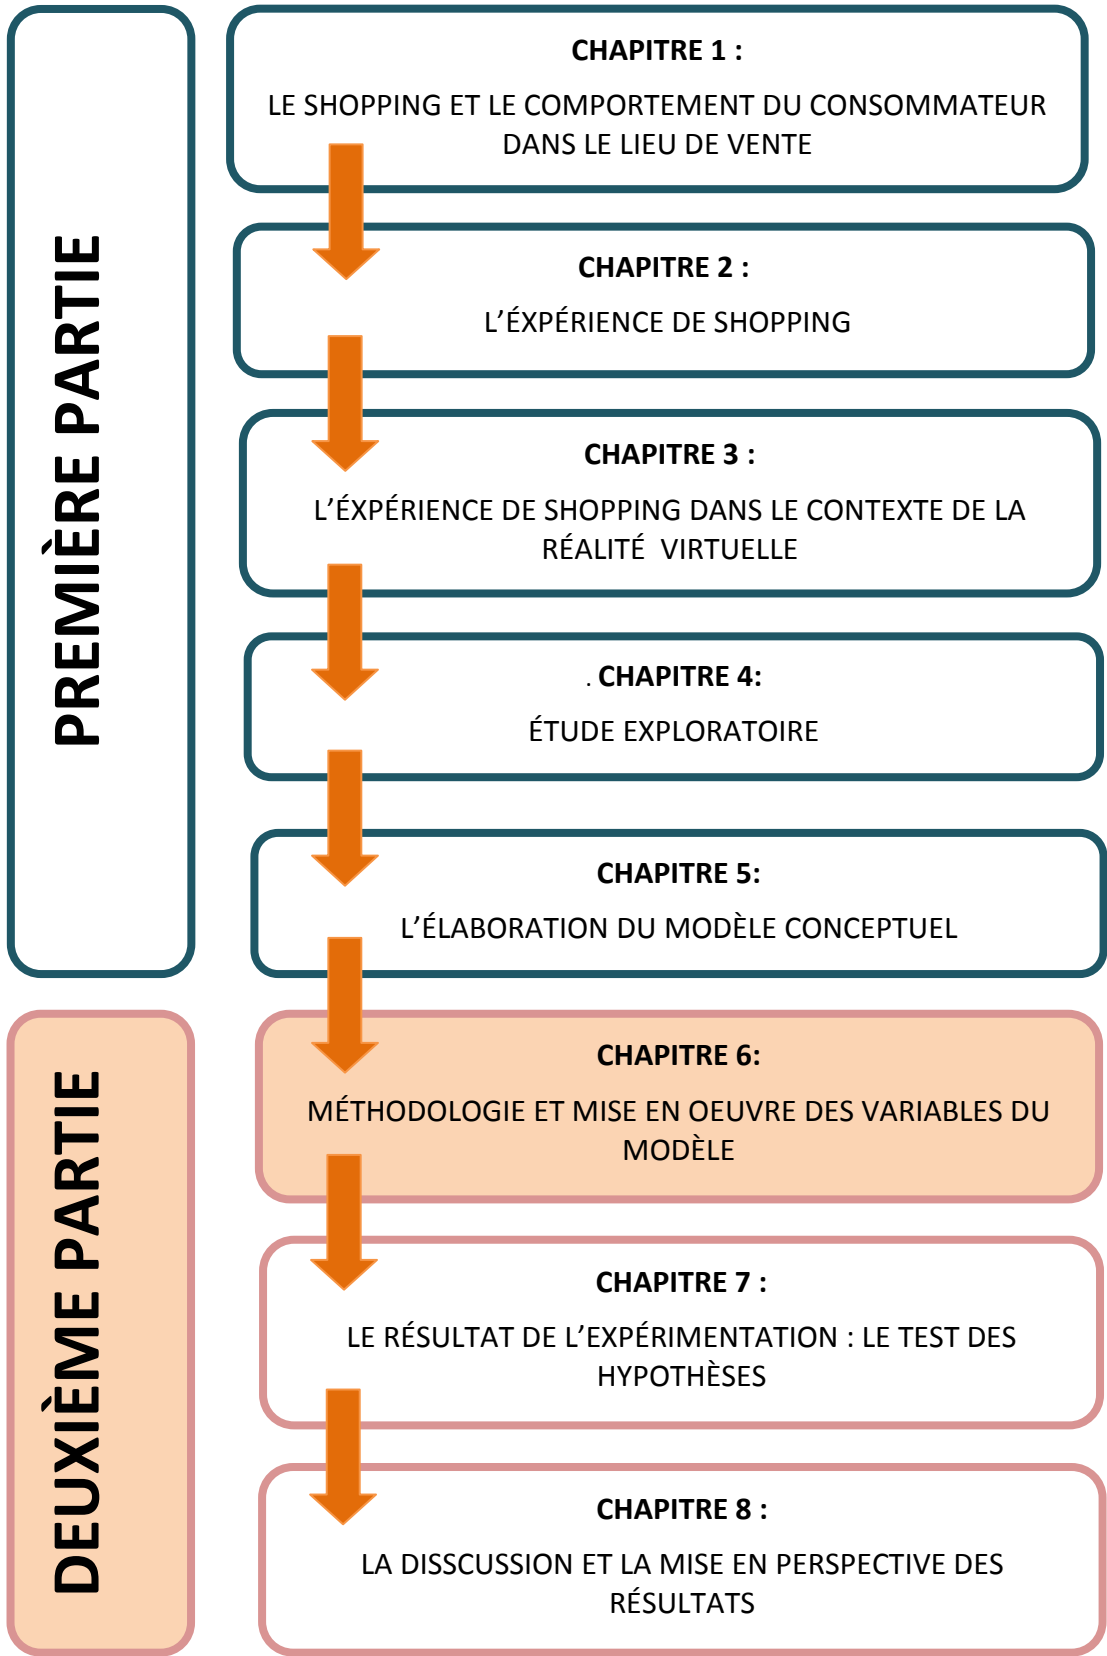 PREMIÈRE PARTIE
CHAPITRE 1 :
LE SHOPPING ET LE COMPORTEMENT DU CONSOMMATEUR
DANS LE LIEU DE VENTE
CHAPITRE 2 :
L’ÉXPÉRIENCE DE SHOPPING
CHAPITRE 3 :
L’ÉXPÉRIENCE DE SHOPPING DANS LE CONTEXTE DE LA
RÉALITÉ  VIRTUELLE
. CHAPITRE 4:
ÉTUDE EXPLORATOIRE
CHAPITRE 5:
L’ÉLABORATION DU MODÈLE CONCEPTUEL
DEUXIÈME PARTIE
CHAPITRE 6:
MÉTHODOLOGIE ET MISE EN OEUVRE DES VARIABLES DU
MODÈLE
CHAPITRE 7 :
LE RÉSULTAT DE L’EXPÉRIMENTATION : LE TEST DES
HYPOTHÈSES
CHAPITRE 8 :
LA DISSCUSSION ET LA MISE EN PERSPECTIVE DES
RÉSULTATS